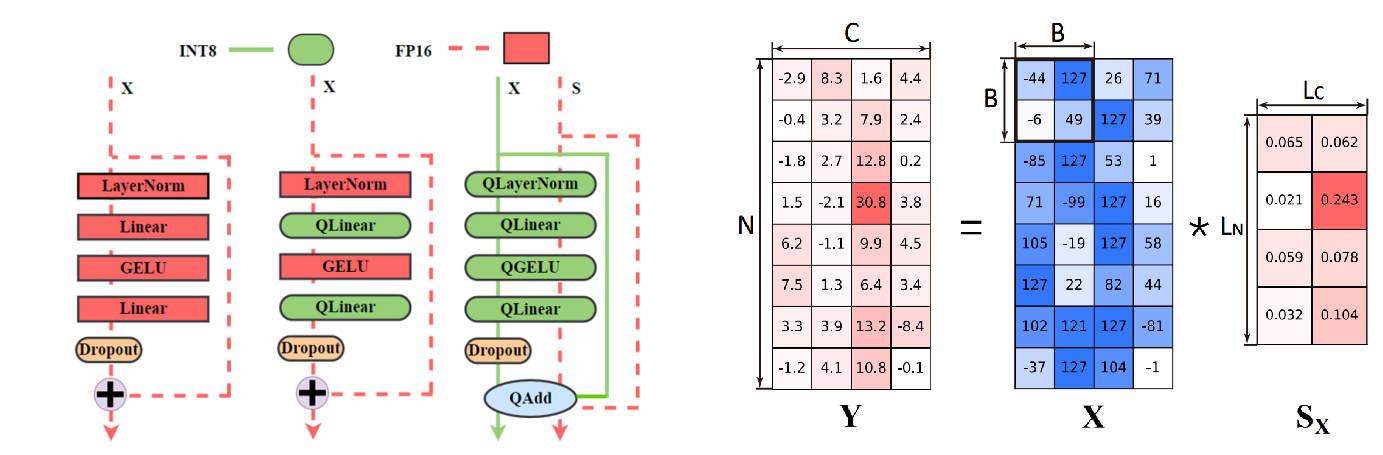 INT8
FP16
X
LayerNorm
Linear
GELU
Linear
Dropout
X
LayerNorm
QLinear
GELU
QLinear
Dropout
X S
QLayerNorm
QLinear
QGELU
QLinear
Dropout
QAdd
C
N
-2.9 8.3 1.6 4.4
-0.4 3.2 7.9 2.4
-1.8 2.7 12.8 0.2
1.5 -2.1 30.8 3.8
6.2 -1.1 9.9 4.5
7.5 1.3 6.4 3.4
3.3 3.9 13.2 -8.4
-1.2 4.1 10.8 -0.1
Y
=
B
B
-44 127 26 71
-6 49 127 39
-85 127 53 1
71 -99 127 16
105 -19 127 58
127 22 82 44
102 121 127 -81
-37 127 104 -1
X
*
LC
LN
0.065 0.062
0.021 0.243
0.059 0.078
0.032 0.104
SX